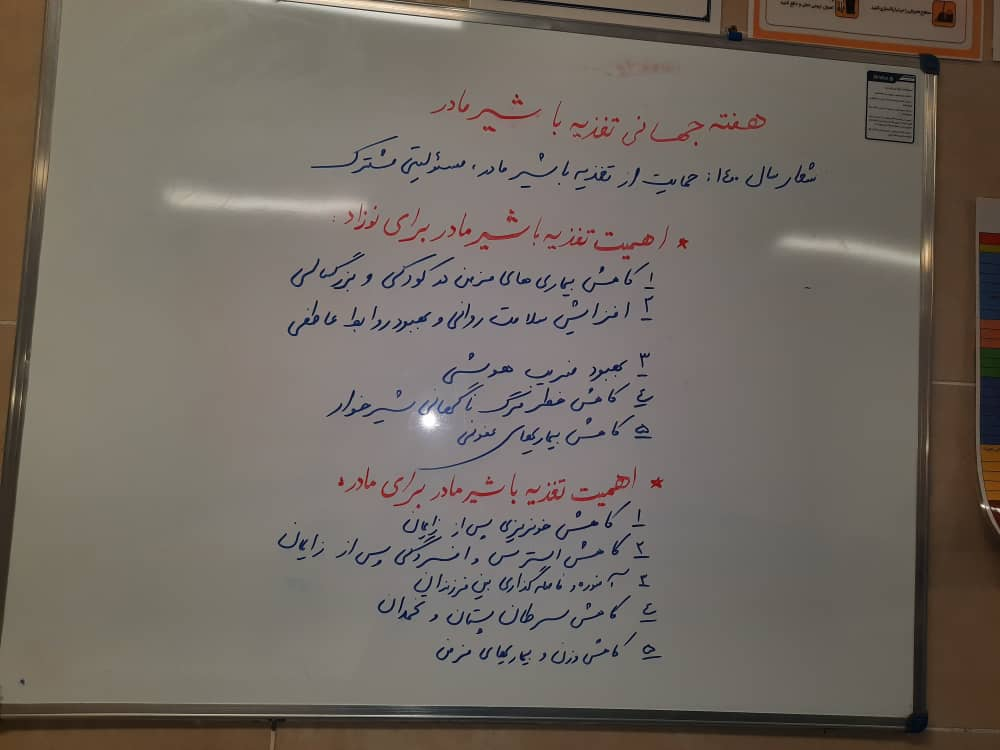 هفته جهانی تغذیه با شیر مادر
شعار سال ۱۴۰۰: حمایت از تغذیه با شیر مادر، مسئولیتی مشترک
* اهمیت تغذیه با شیر مادر برای نوزاد:
۱ کاهش بیماری های مزمن در کودکی و بزرگسالی
۲ افزایش سلامت روانی و بهبود روابط عاطفی
۳ بهبود ضریب هوشی
۴ کاهش خطر مرگ ناگهانی شیرخوار
۵ کاهش بیماریهای عفونی
* اهمیت تغذیه با شیر مادر برای مادر:
۱ کاهش خونریزی پس از زایمان
۲ کاهش استرس و افسردگی پس از زایمان
۳ فاصله گذاری بین فرزندان
۴ کاهش سرطان پستان و تخمدان
۵ کاهش وزن و بیماریهای مزمن